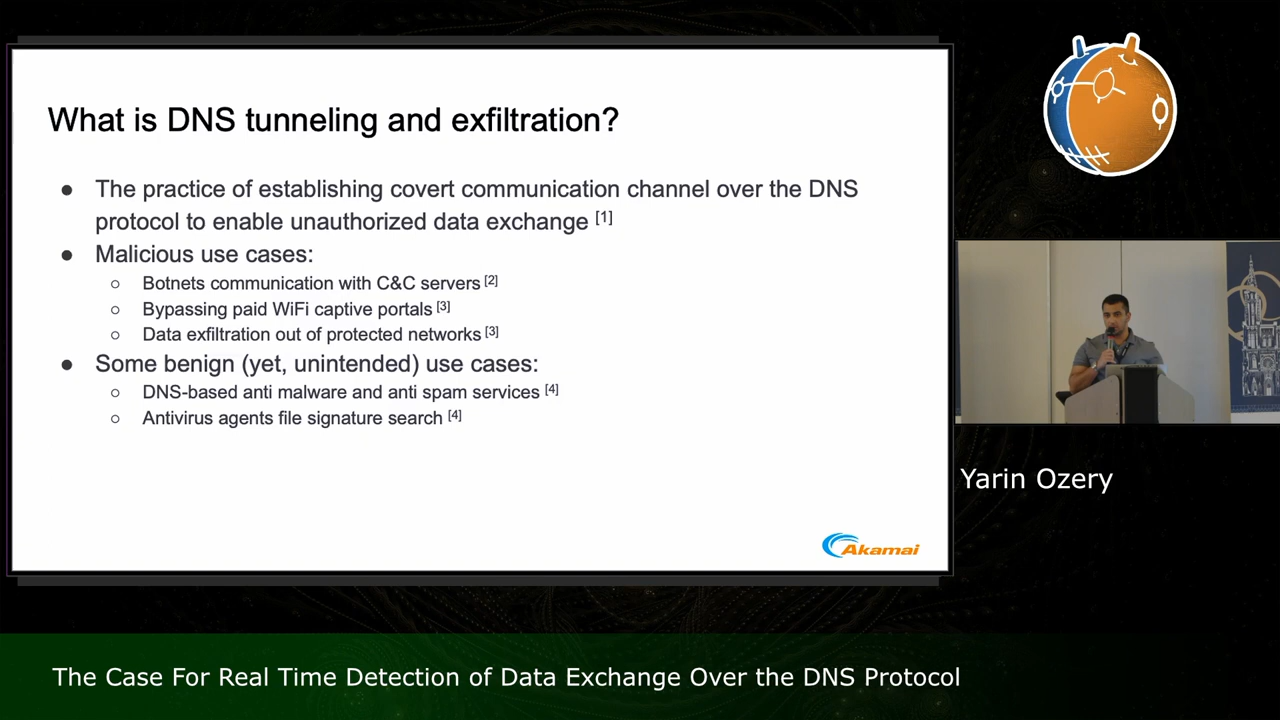 What is DNS tunneling and exfiltration?
● The practice of establishing covert communication channel over the DNS
protocol to enable unauthorized data exchange [1]
● Malicious use cases:
○ Botnets communication with C&C servers [2]
○ Bypassing paid WiFi captive portals [3]
○ Data exfiltration out of protected networks [3]
● Some benign (yet, unintended) use cases:
○ DNS-based anti malware and anti spam services [4]
○ Antivirus agents file signature search [4]
Akamai
Yarin Ozery
The Case For Real Time Detection of Data Exchange Over the DNS Protocol